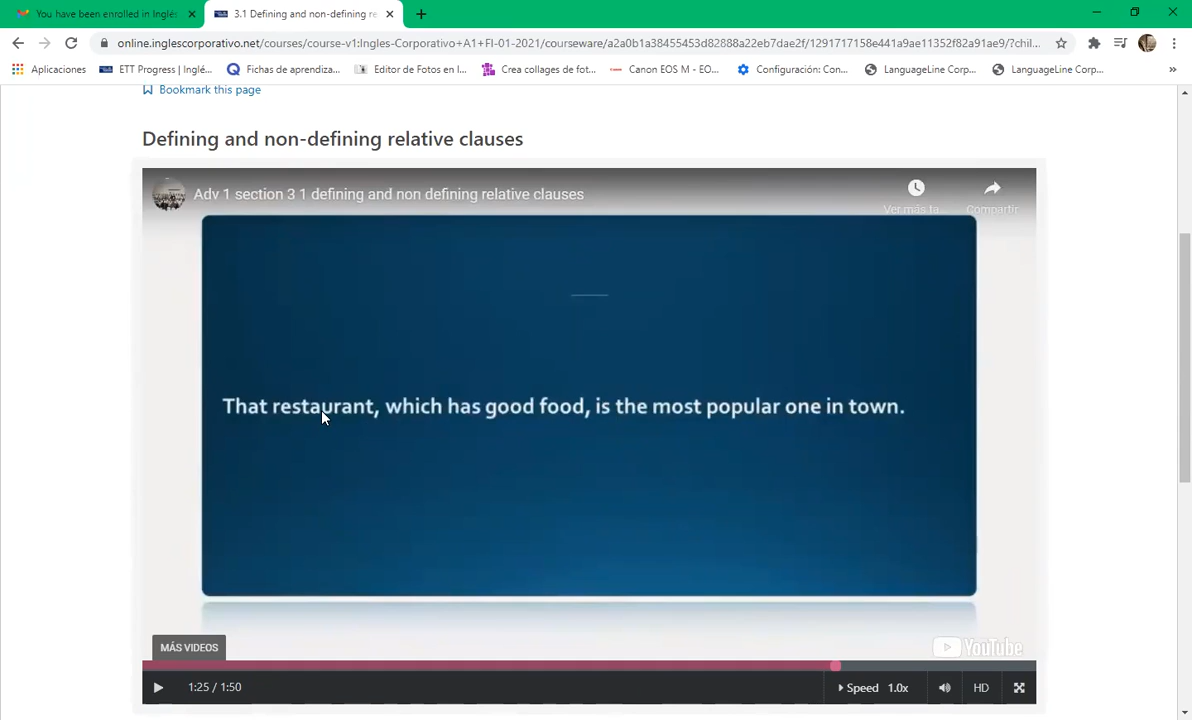 You have been enrolled in Inglés
3.1 Defining and non-defining re
online.inglescorporativo.net/courses/course-v1:Ingles-Corporativo+A1+FI-01-2021/courseware/a2a0b1a38455453d82888a22eb7dae2f/1291717158e441a9ae11352f82a91ae9/?chil...
Aplicaciones ETT Progress | Inglé... Fichas de aprendiza... Editor de Fotos en l... Crea collages de fot... Canon EOS M - EO... Configuración: Con... LanguageLine Corp... LanguageLine Corp... »
Bookmark this page
Defining and non-defining relative clauses
Adv 1 section 3 1 defining and non defining relative clauses
Ver más ta... Compartir
That restaurant, which has good food, is the most popular one in town.
MÁS VIDEOS
YouTube
1:25 / 1:50 Speed 1.0x HD